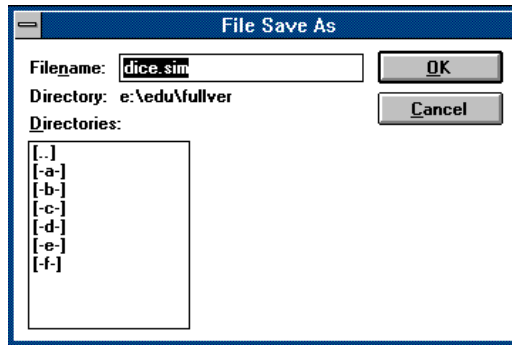 File Save As
Filename: dice.sim
OK
Directory: e:\edu\fullver
Cancel
Directories:
[..]
[-a-]
[-b-]
[-c-]
[-d-]
[-e-]
[-f-]